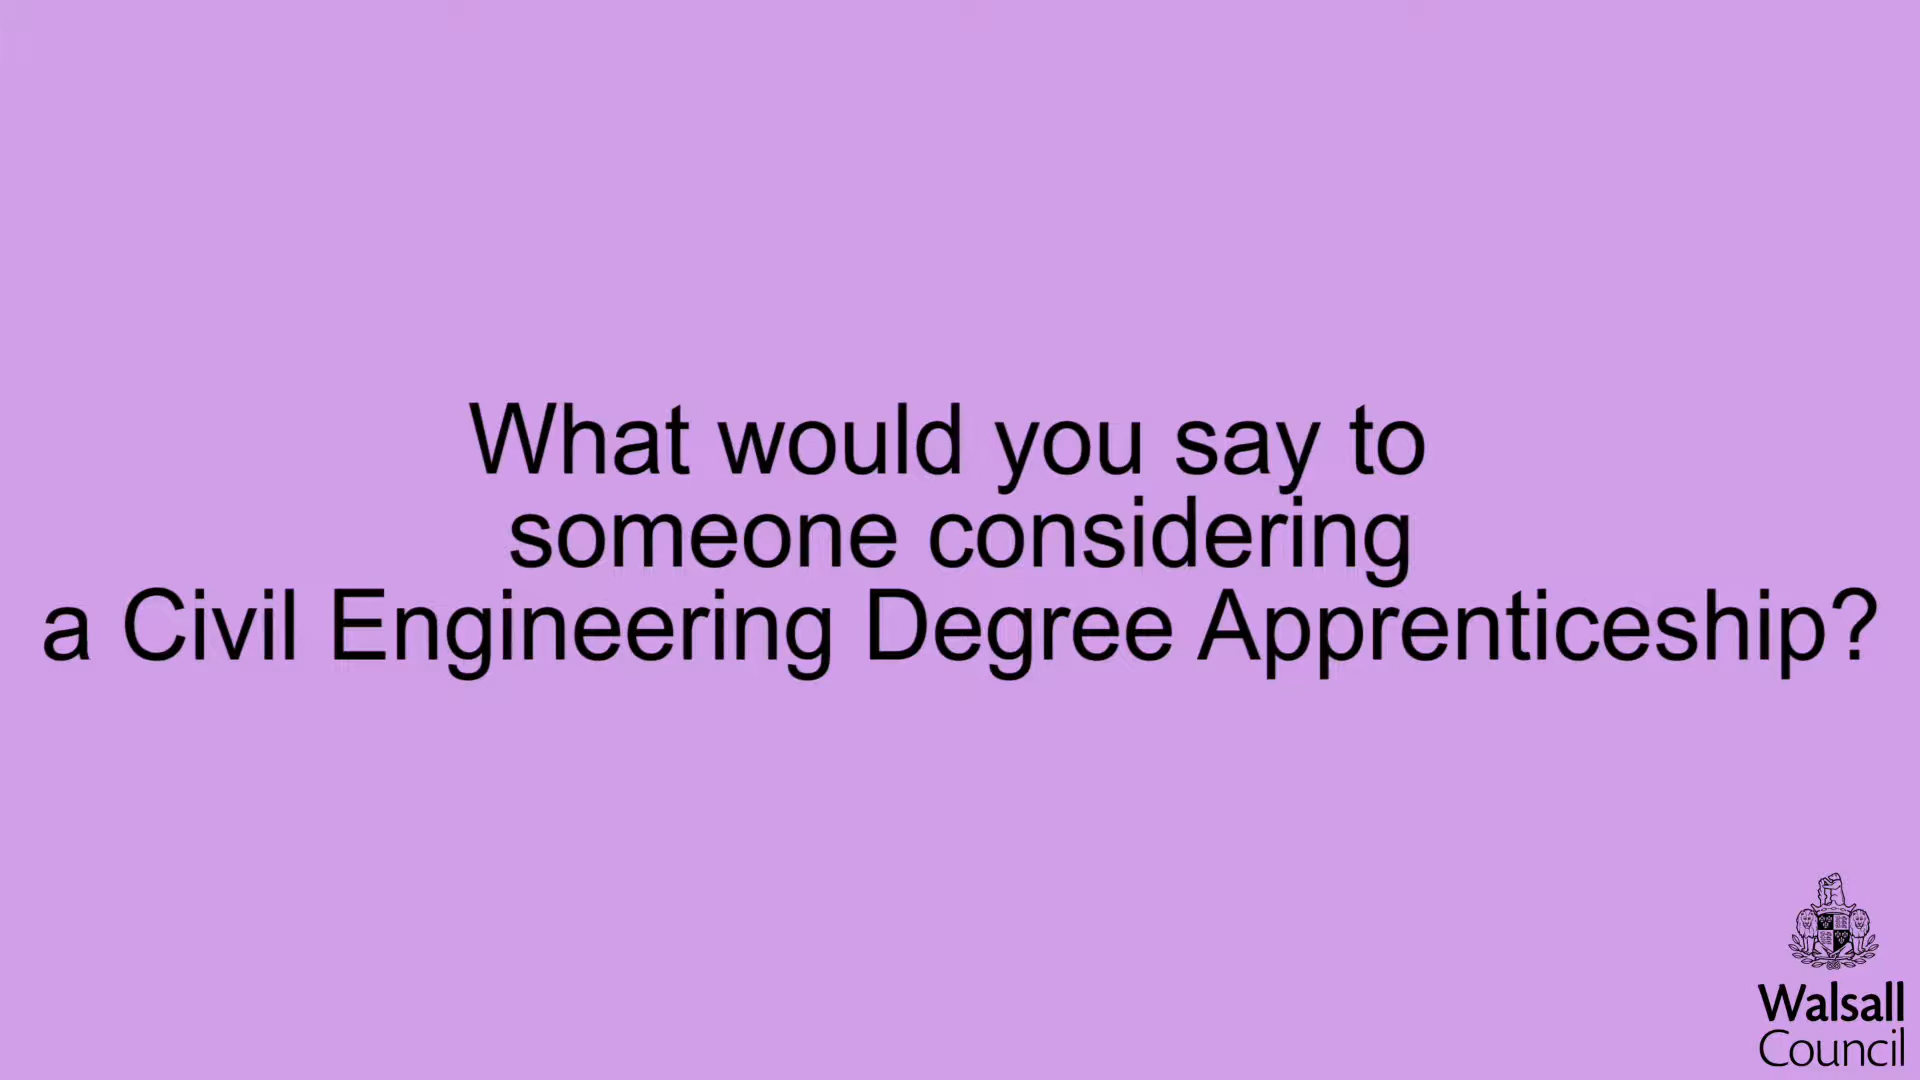 What would you say to
someone considering
a Civil Engineering Degree Apprenticeship?
Walsall
Council